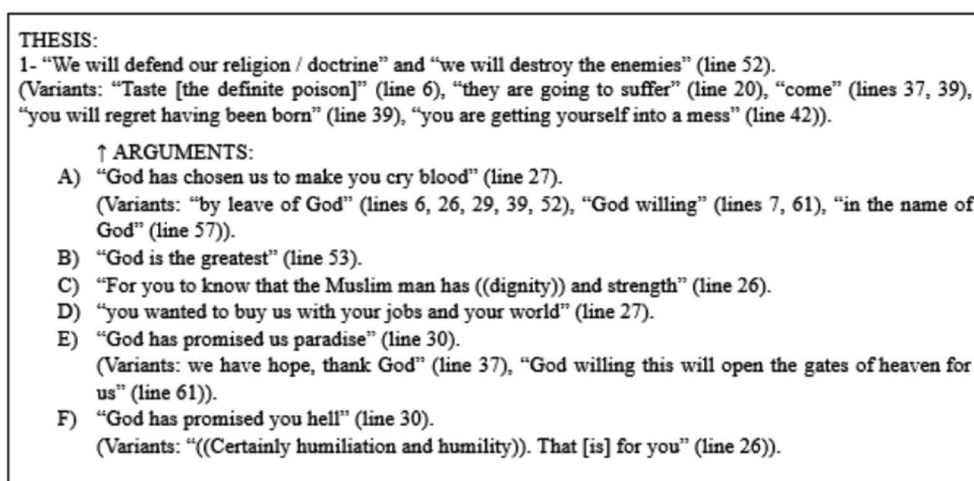 THESIS:
1- “We will defend our religion / doctrine” and “we will destroy the enemies” (line 52).
(Variants: “Taste [the definite poison]” (line 6), “they are going to suffer” (line 20), “come” (lines 37, 39),
“you will regret having been born” (line 39), “you are getting yourself into a mess” (line 42)).
↑ ARGUMENTS:
A) “God has chosen us to make you cry blood” (line 27).
(Variants: “by leave of God” (lines 6, 26, 29, 39, 52), “God willing” (lines 7, 61), “in the name of
God” (line 57)).
B) “God is the greatest” (line 53).
C) “For you to know that the Muslim man has ((dignity)) and strength” (line 26).
D) “you wanted to buy us with your jobs and your world” (line 27).
E) “God has promised us paradise” (line 30).
(Variants: we have hope, thank God” (line 37), “God willing this will open the gates of heaven for
us” (line 61)).
F) “God has promised you hell” (line 30).
(Variants: “((Certainly humiliation and humility)). That [is] for you” (line 26)).